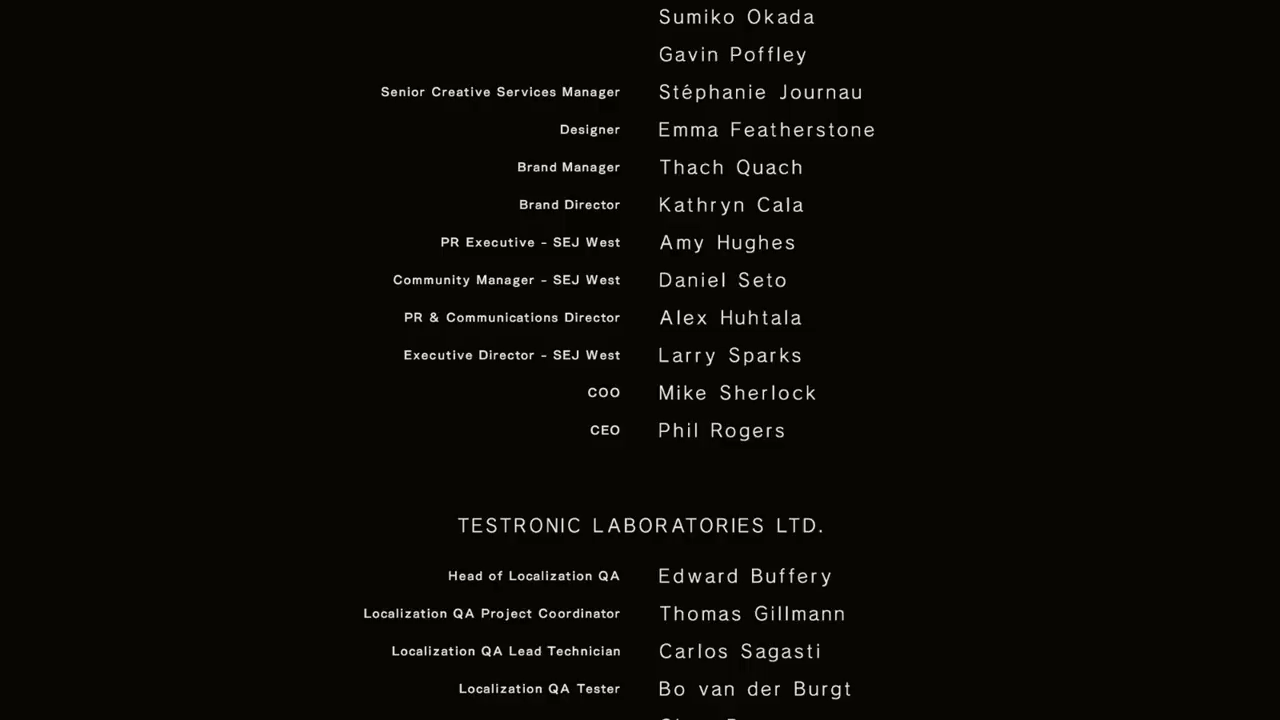 Sumiko Okada
Gavin Poffley
Senior Creative Services Manager Stéphanie Journau
Designer Emma Featherstone
Brand Manager Thach Quach
Brand Director Kathryn Cala
PR Executive - SEJ West Amy Hughes
Community Manager - SEJ West Daniel Seto
PR & Communications Director Alex Huhtala
Executive Director - SEJ West Larry Sparks
COO Mike Sherlock
CEO Phil Rogers
TESTRONIC LABORATORIES LTD.
Head of Localization QA Edward Buffery
Localization QA Project Coordinator Thomas Gillmann
Localization QA Lead Technician Carlos Sagasti
Localization QA Tester Bo van der Burgt